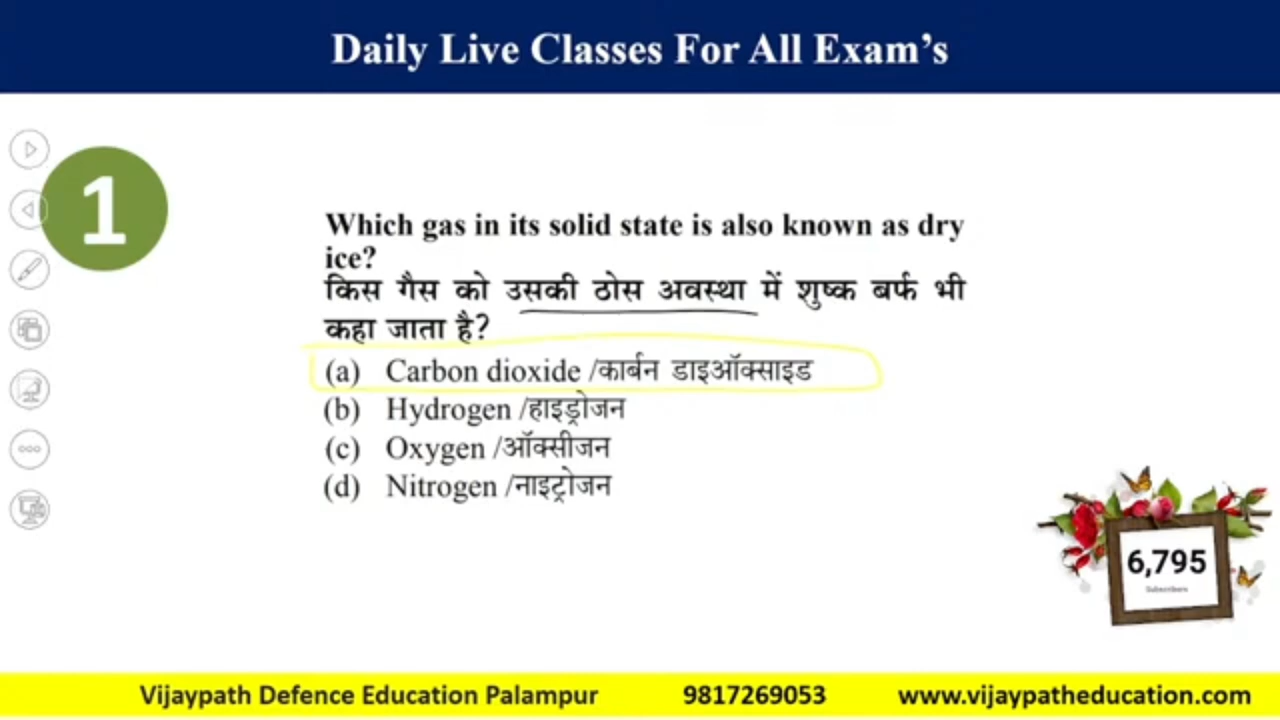 Daily Live Classes For All Exam’s
1
Which gas in its solid state is also known as dry
ice?
किस गैस को उसकी ठोस अवस्था में शुष्क बर्फ भी
कहा जाता है?
(a) Carbon dioxide /कार्बन डाइऑक्साइड
(b) Hydrogen /हाइड्रोजन
(c) Oxygen /ऑक्सीजन
(d) Nitrogen /नाइट्रोजन
6,795
Subscribers
Vijaypath Defence Education Palampur 9817269053 www.vijaypatheducation.com